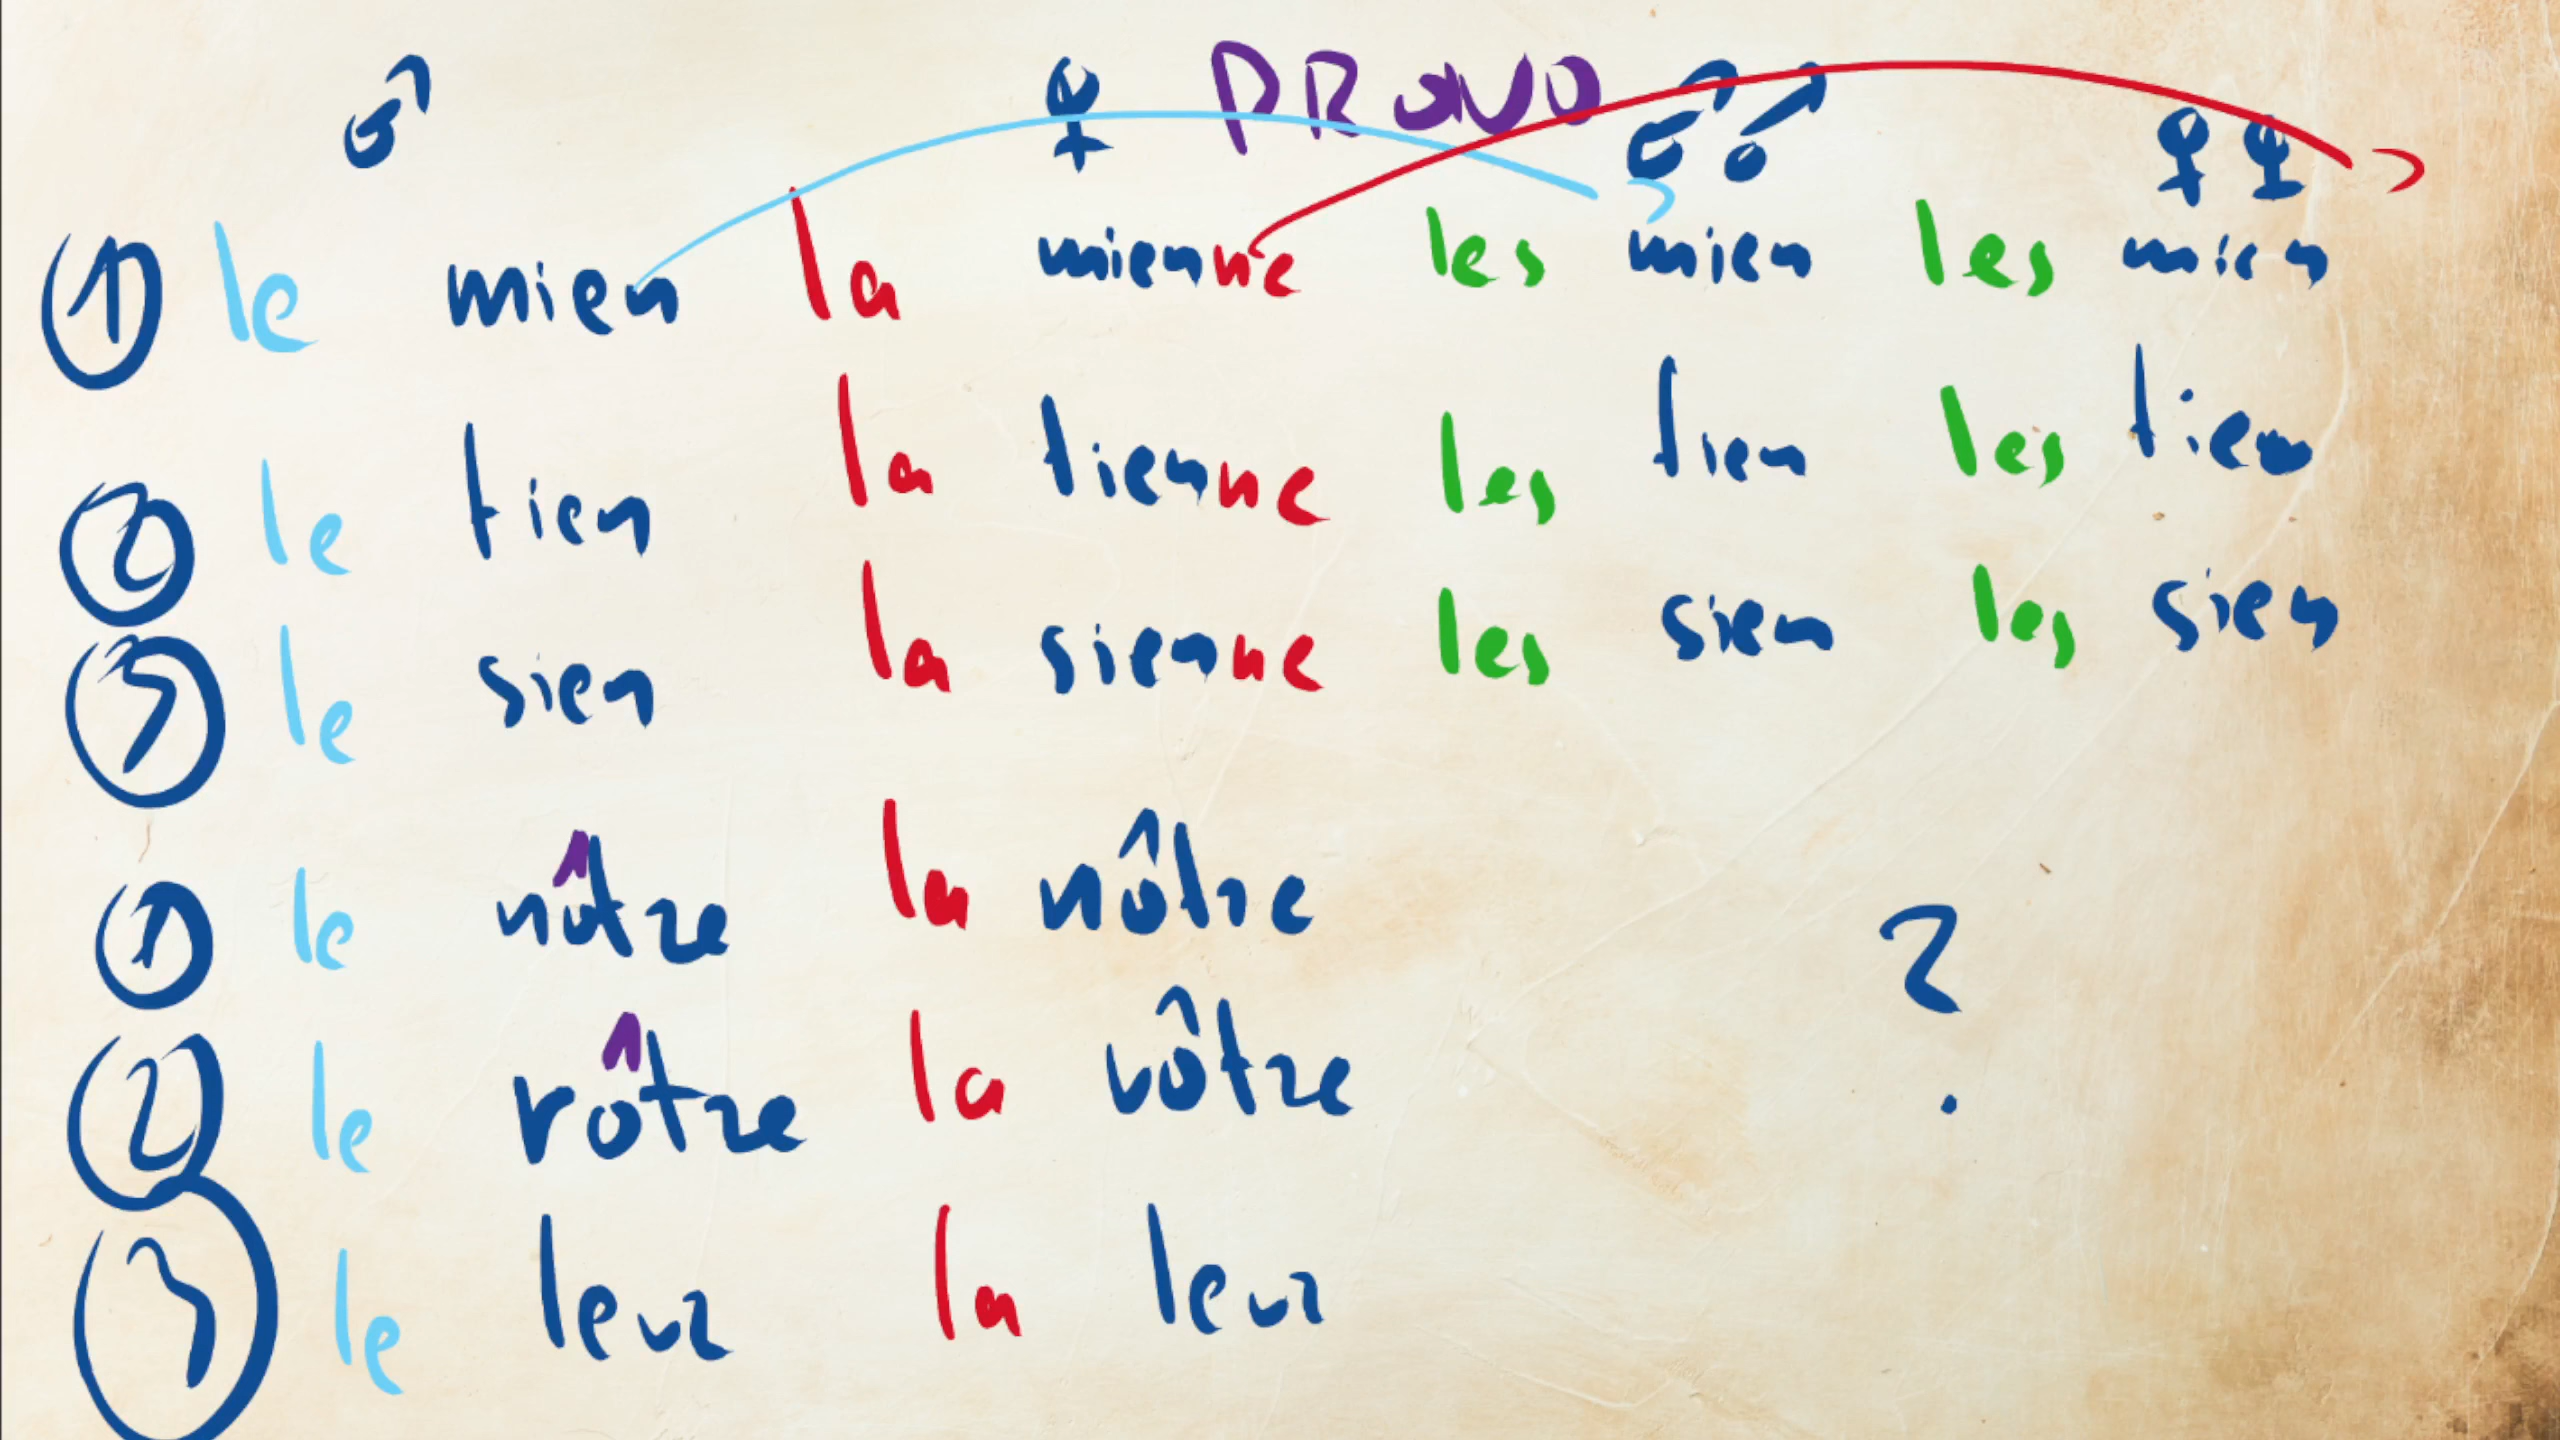 ♂ ♀ PRONO ♂♂ ♀♀
1 le mien la mienne les mien les mien
2 le tien la tienne les tien les tien
3 le sien la sienne les sien les sien
1 le nôtre la nôtre
?
2 le vôtre la vôtre
3 le leur la leur